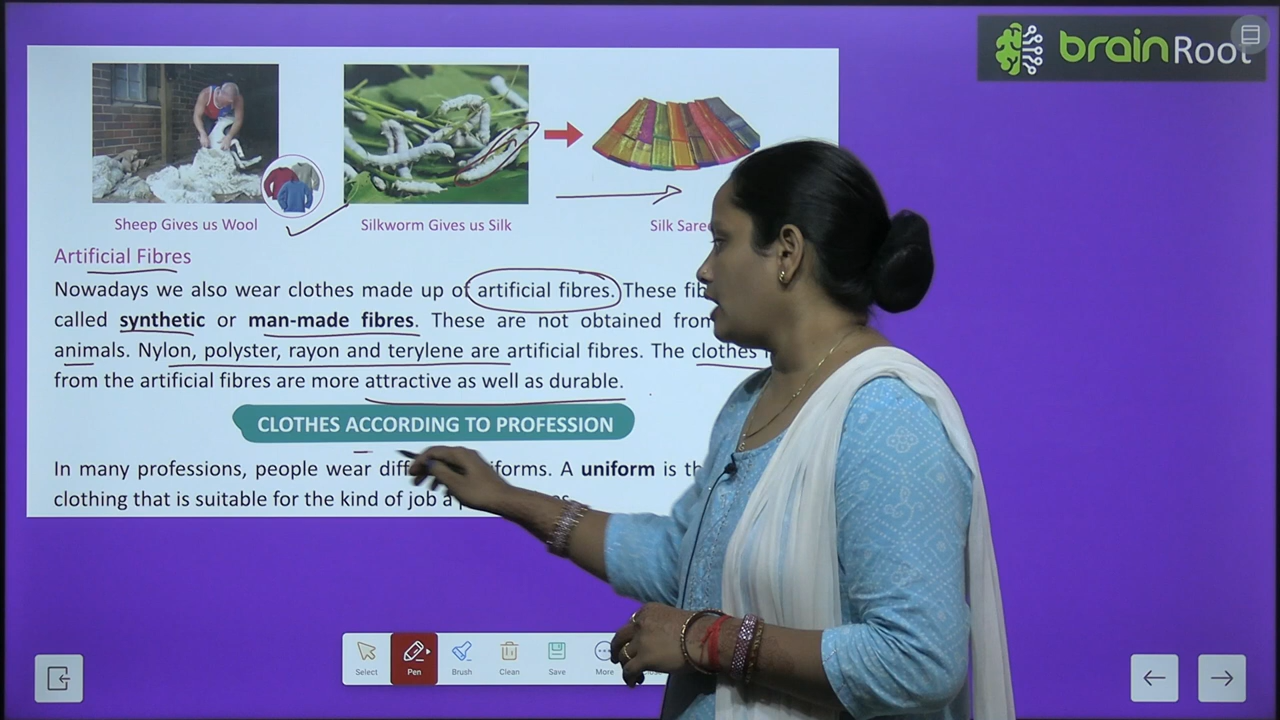 brainRoot
Sheep Gives us Wool
Silkworm Gives us Silk
Silk Saree
Artificial Fibres
Nowadays we also wear clothes made up of artificial fibres. These
called synthetic or man-made fibres. These are not obtained from
animals. Nylon, polyster, rayon and terylene are artificial fibres. The clothes
from the artificial fibres are more attractive as well as durable.
CLOTHES ACCORDING TO PROFESSION
In many professions, people wear A uniform is
clothing that is suitable for the kind of job a
Select
Pen
Brush
Clean
Save
More